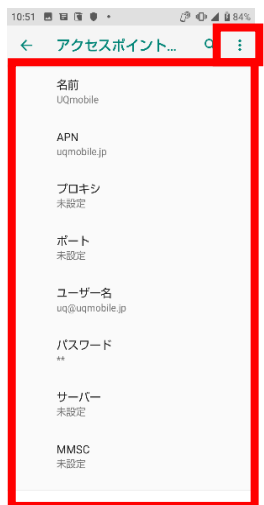 10:51 84%
アクセスポイント...
名前
UQmobile
APN
uqmobile.jp
プロキシ
未設定
ポート
未設定
ユーザー名
uq@uqmobile.jp
パスワード
**
サーバー
未設定
MMSC
未設定